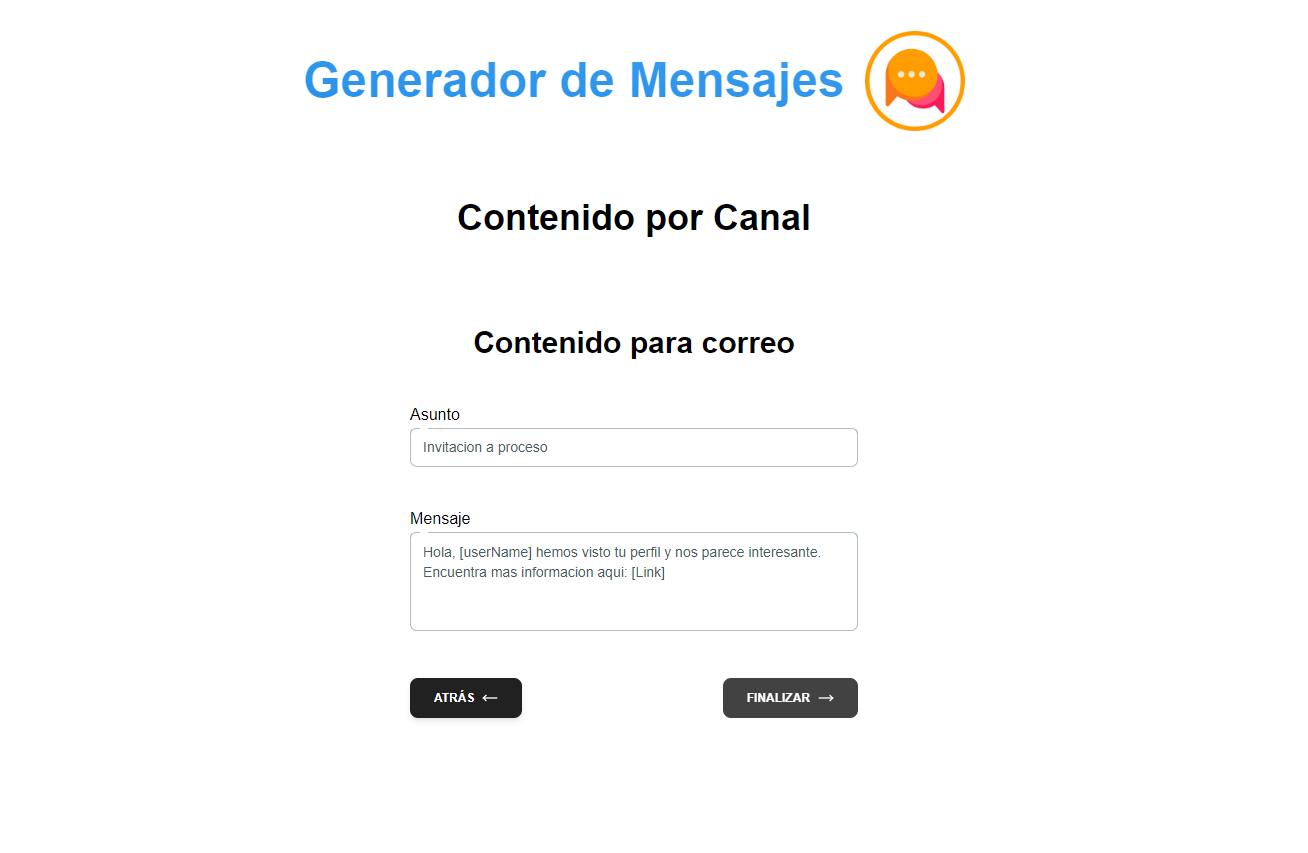 Generador de Mensajes
Contenido por Canal
Contenido para correo
Asunto
Invitacion a proceso
Mensaje
Hola, [userName] hemos visto tu perfil y nos parece interesante.
Encuentra mas informacion aqui: [Link]
ATRÁS ⟵
FINALIZAR ⟶